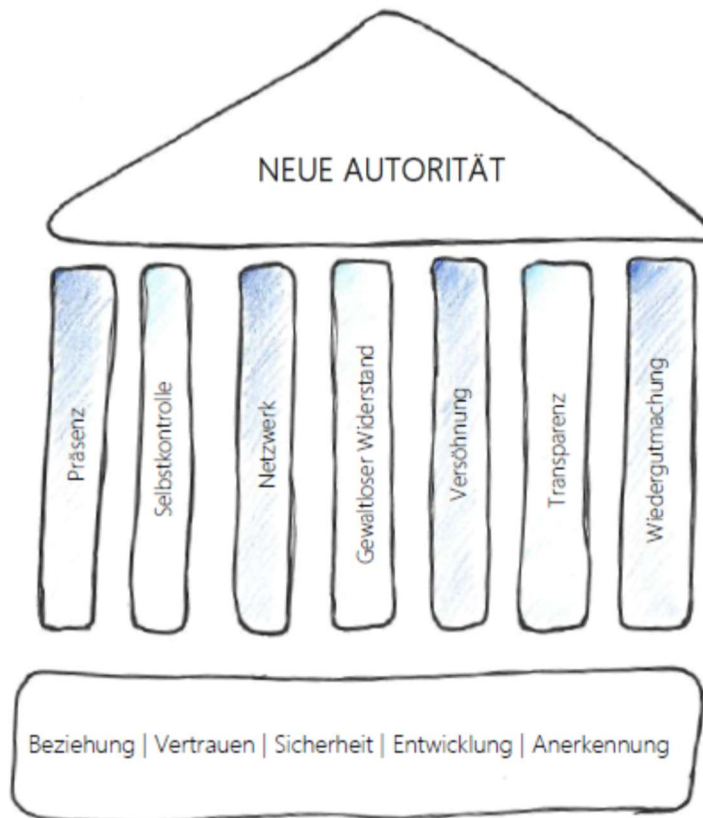 NEUE AUTORITÄT
Präsenz
Selbstkontrolle
Netzwerk
Gewaltloser Widerstand
Versöhnung
Transparenz
Wiedergutmachung
Beziehung | Vertrauen | Sicherheit | Entwicklung | Anerkennung